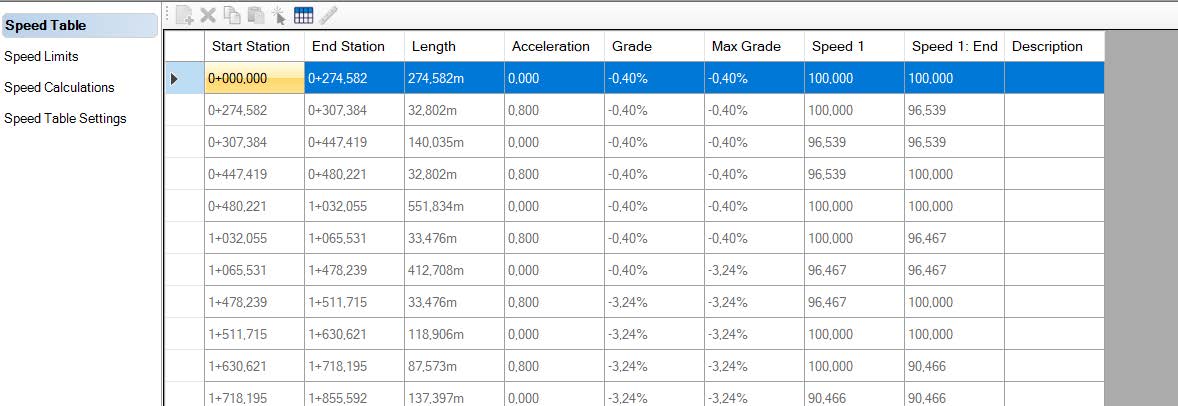 Speed Table
Speed Limits
Speed Calculations
Speed Table Settings
Start Station End Station Length Acceleration Grade Max Grade Speed 1 Speed 1: End Description
0+000,000 0+274,582 274,582m 0,000 -0,40% -0,40% 100,000 100,000
0+274,582 0+307,384 32,802m 0,800 -0,40% -0,40% 100,000 96,539
0+307,384 0+447,419 140,035m 0,000 -0,40% -0,40% 96,539 96,539
0+447,419 0+480,221 32,802m 0,800 -0,40% -0,40% 96,539 100,000
0+480,221 1+032,055 551,834m 0,000 -0,40% -0,40% 100,000 100,000
1+032,055 1+065,531 33,476m 0,800 -0,40% -0,40% 100,000 96,467
1+065,531 1+478,239 412,708m 0,000 -0,40% -3,24% 96,467 96,467
1+478,239 1+511,715 33,476m 0,800 -3,24% -3,24% 96,467 100,000
1+511,715 1+630,621 118,906m 0,000 -3,24% -3,24% 100,000 100,000
1+630,621 1+718,195 87,573m 0,800 -3,24% -3,24% 100,000 90,466
1+718,195 1+855,592 137,397m 0,000 -3,24% -3,24% 90,466 90,466